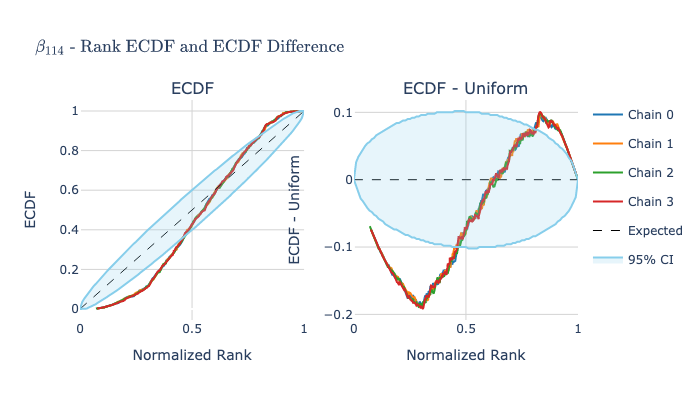 β114 - Rank ECDF and ECDF Difference
ECDF
ECDF - Uniform
ECDF
1
0.8
0.6
0.4
0.2
0
0
0.5
1
Normalized Rank
ECDF - Uniform
0.1
0
−0.1
−0.2
0
0.5
1
Normalized Rank
Chain 0
Chain 1
Chain 2
Chain 3
Expected
95% CI